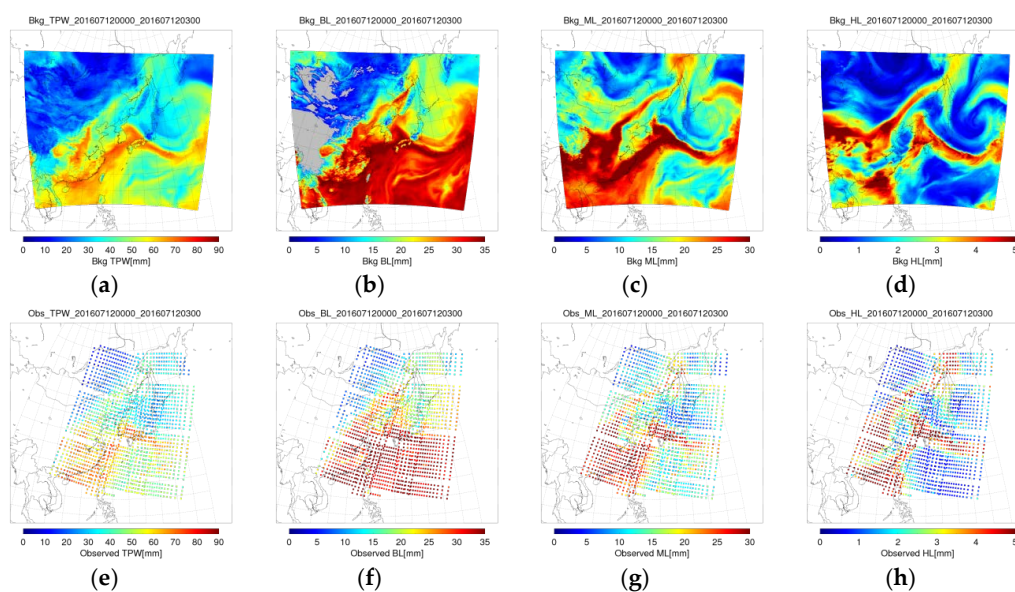 Bkg_TPW_201607120000_201607120300
0 10 20 30 40 50 60 70 80 90
Bkg TPW[mm]
(a)
Bkg_BL_201607120000_201607120300
0 5 10 15 20 25 30 35
Bkg BL[mm]
(b)
Bkg_ML_201607120000_201607120300
0 5 10 15 20 25 30
Bkg ML[mm]
(c)
Bkg_HL_201607120000_201607120300
0 1 2 3 4 5
Bkg HL[mm]
(d)
Obs_TPW_201607120000_201607120300
0 10 20 30 40 50 60 70 80 90
Observed TPW[mm]
(e)
Obs_BL_201607120000_201607120300
0 5 10 15 20 25 30 35
Observed BL[mm]
(f)
Obs_ML_201607120000_201607120300
0 5 10 15 20 25 30
Observed ML[mm]
(g)
Obs_HL_201607120000_201607120300
0 1 2 3 4 5
Observed HL[mm]
(h)